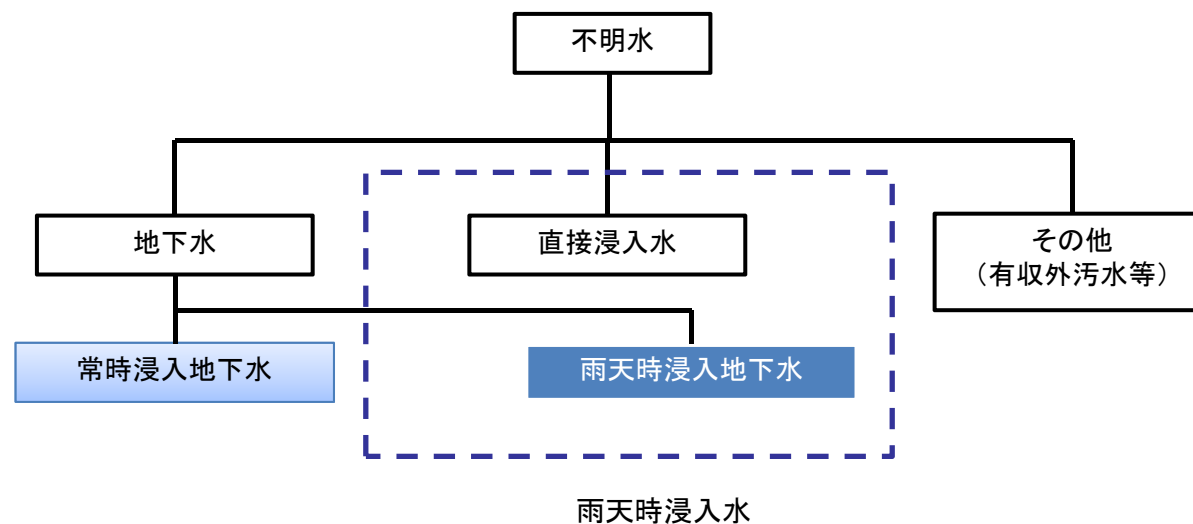 不明水
地下水
直接浸入水
その他
（有収外汚水等）
常時浸入地下水
雨天時浸入地下水
雨天時浸入水